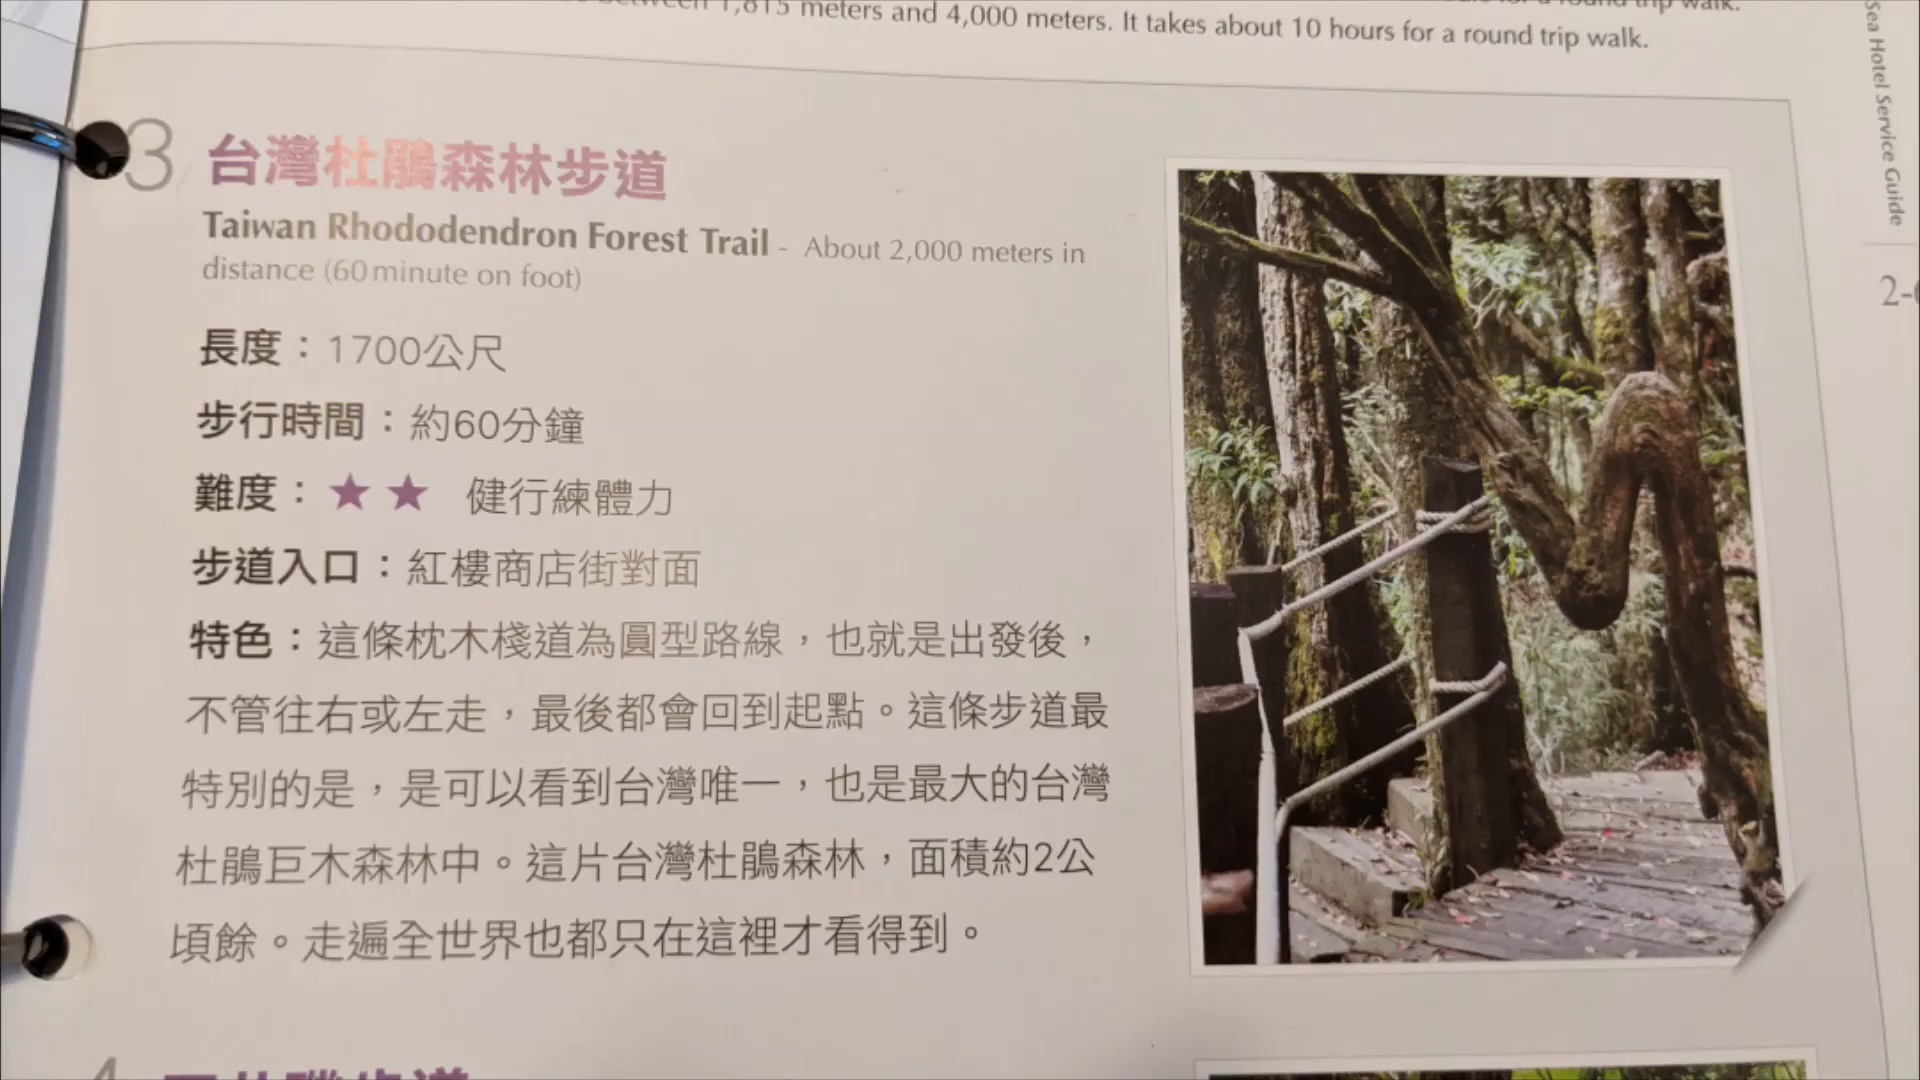 1,815 meters and 4,000 meters. It takes about 10 hours for a round trip walk.
3 台灣杜鵑森林步道
Taiwan Rhododendron Forest Trail - About 2,000 meters in
distance (60 minute on foot)
長度：1700公尺
步行時間：約60分鐘
難度：★ ★ 健行練體力
步道入口：紅樓商店街對面
特色：這條枕木棧道為圓型路線，也就是出發後，
不管往右或左走，最後都會回到起點。這條步道最
特別的是，是可以看到台灣唯一，也是最大的台灣
杜鵑巨木森林中。這片台灣杜鵑森林，面積約2公
頃餘。走遍全世界也都只在這裡才看得到。
Sea Hotel Service Guide